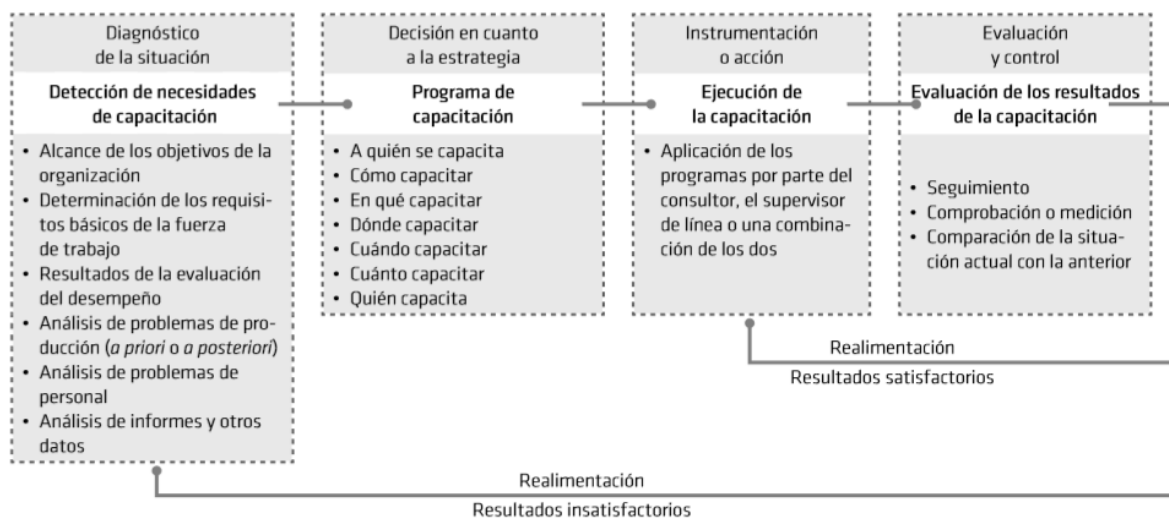 Diagnóstico
de la situación
Detección de necesidades
de capacitación
• Alcance de los objetivos de la
organización
• Determinación de los requisi-
tos básicos de la fuerza
de trabajo
• Resultados de la evaluación
del desempeño
• Análisis de problemas de pro-
ducción (a priori o a posteriori)
• Análisis de problemas de
personal
• Análisis de informes y otros
datos
Decisión en cuanto
a la estrategia
Programa de
capacitación
• A quién se capacita
• Cómo capacitar
• En qué capacitar
• Dónde capacitar
• Cuándo capacitar
• Cuánto capacitar
• Quién capacita
Instrumentación
o acción
Ejecución de
la capacitación
• Aplicación de los
programas por parte del
consultor, el supervisor
de línea o una combina-
ción de los dos
Evaluación
y control
Evaluación de los resultados
de la capacitación
• Seguimiento
• Comprobación o medición
• Comparación de la situa-
ción actual con la anterior
Realimentación
Resultados satisfactorios
Realimentación
Resultados insatisfactorios